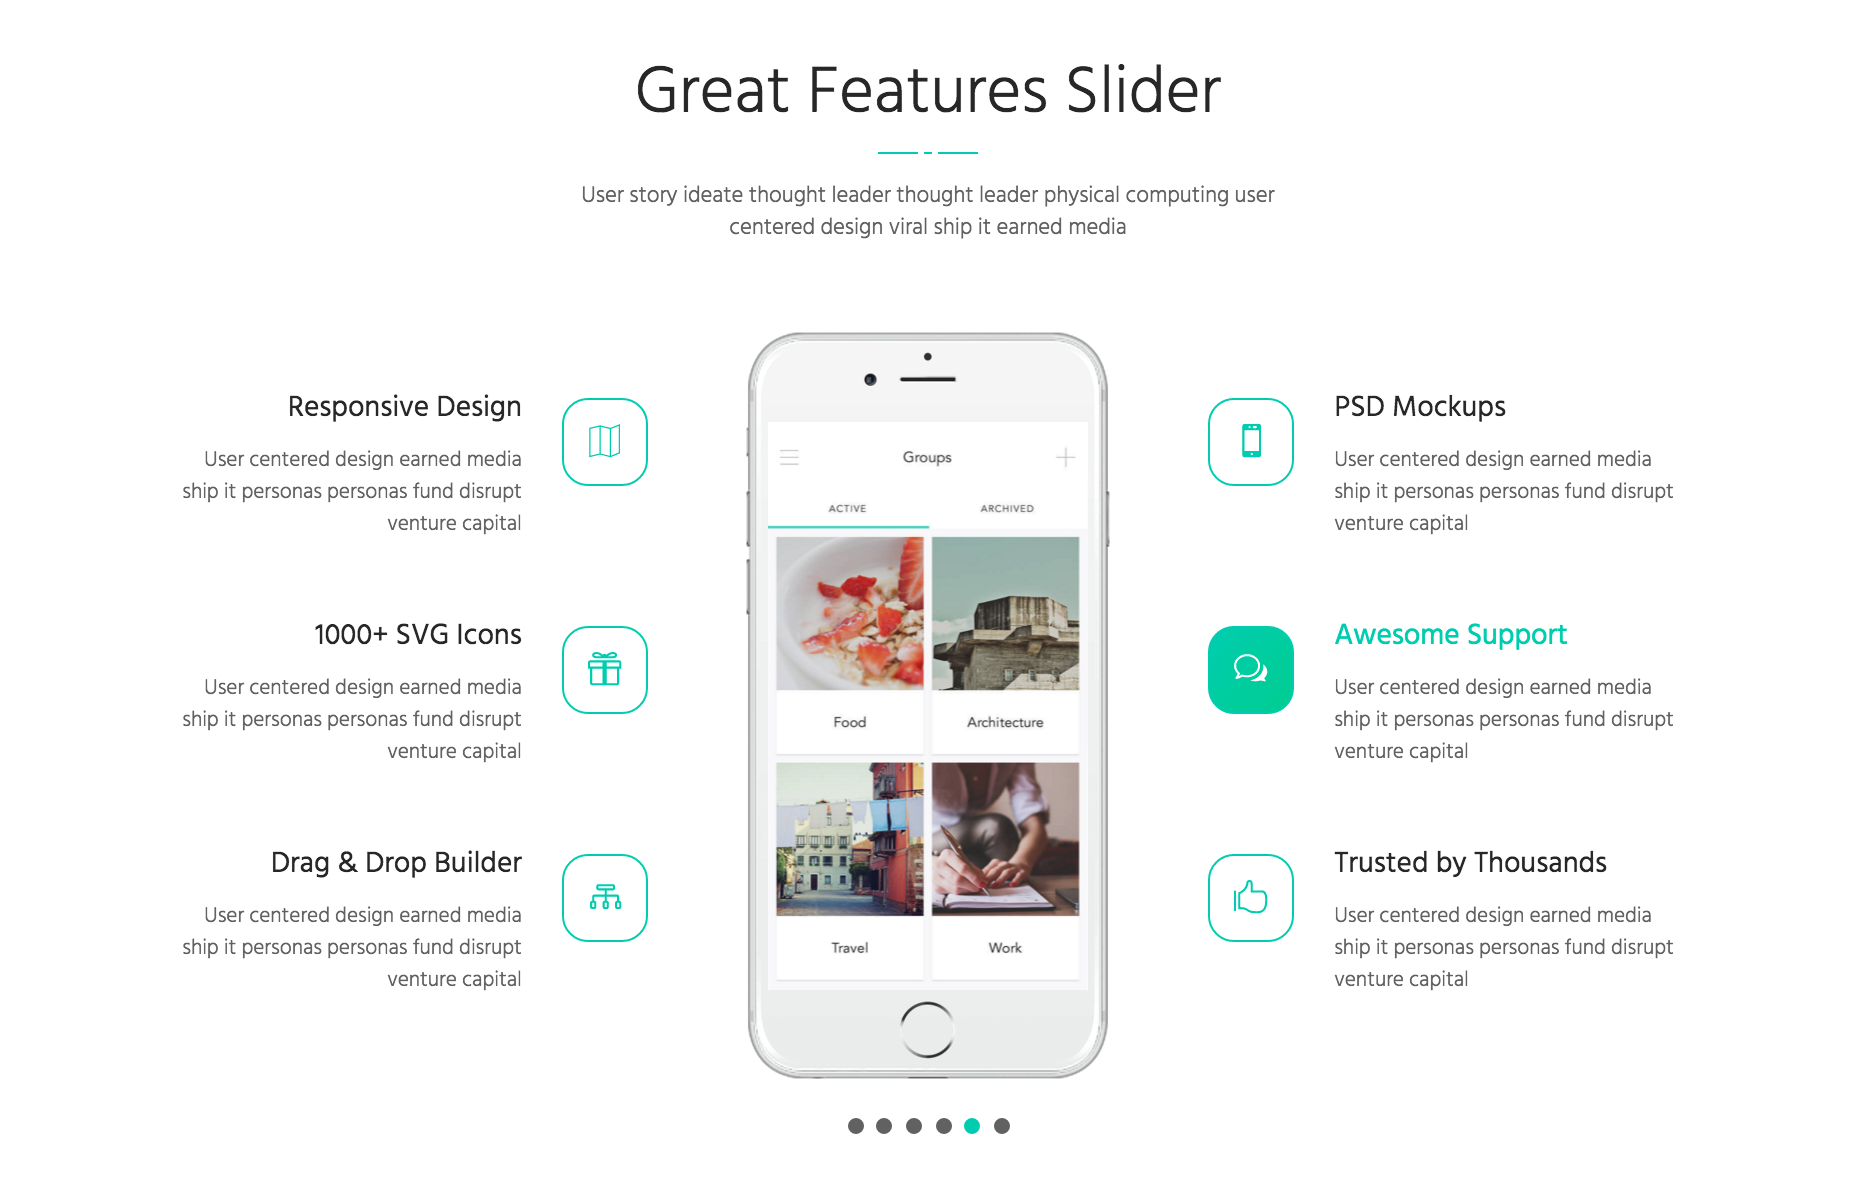 Great Features Slider
User story ideate thought leader thought leader physical computing user
centered design viral ship it earned media
Responsive Design
User centered design earned media
ship it personas personas fund disrupt
venture capital
1000+ SVG Icons
User centered design earned media
ship it personas personas fund disrupt
venture capital
Drag & Drop Builder
User centered design earned media
ship it personas personas fund disrupt
venture capital
Groups
ACTIVE ARCHIVED
Food Architecture
Travel Work
PSD Mockups
User centered design earned media
ship it personas personas fund disrupt
venture capital
Awesome Support
User centered design earned media
ship it personas personas fund disrupt
venture capital
Trusted by Thousands
User centered design earned media
ship it personas personas fund disrupt
venture capital